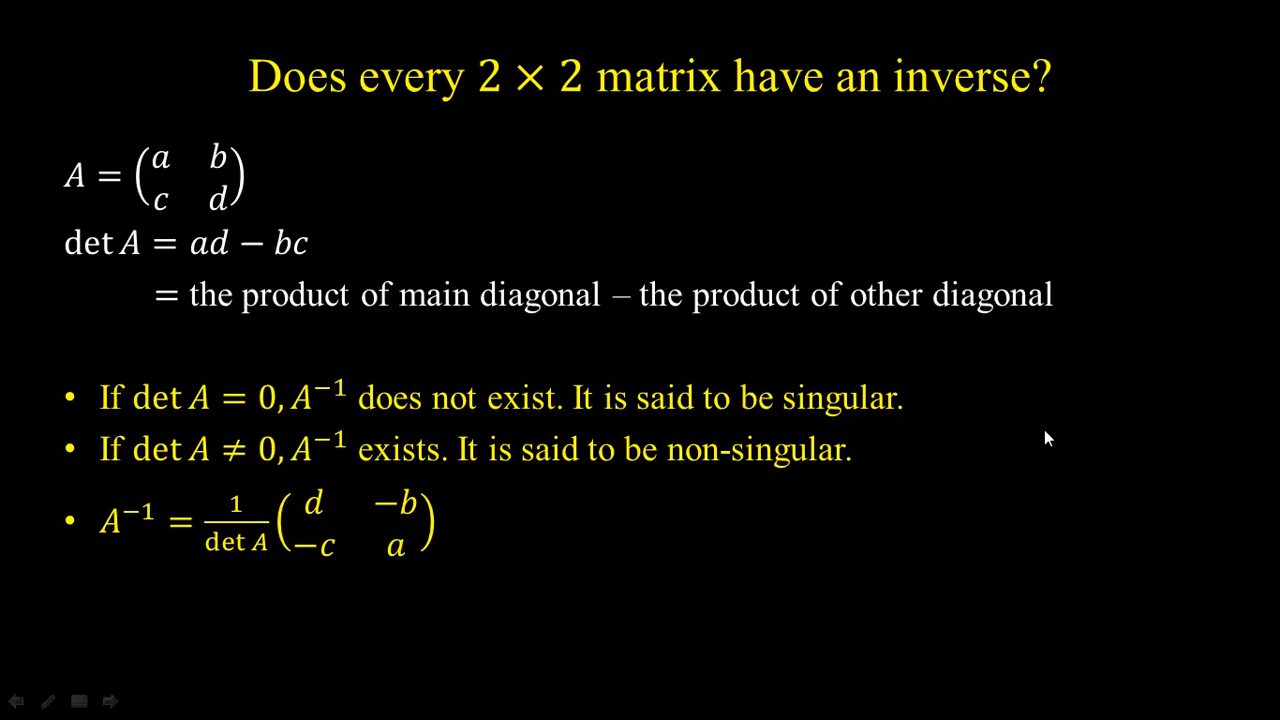 Does every 2 × 2 matrix have an inverse?
A = (a b
c d)
det A = ad − bc
= the product of main diagonal – the product of other diagonal
• If det A = 0, A⁻¹ does not exist. It is said to be singular.
• If det A ≠ 0, A⁻¹ exists. It is said to be non-singular.
• A⁻¹ = 1/det A (d −b
−c a)